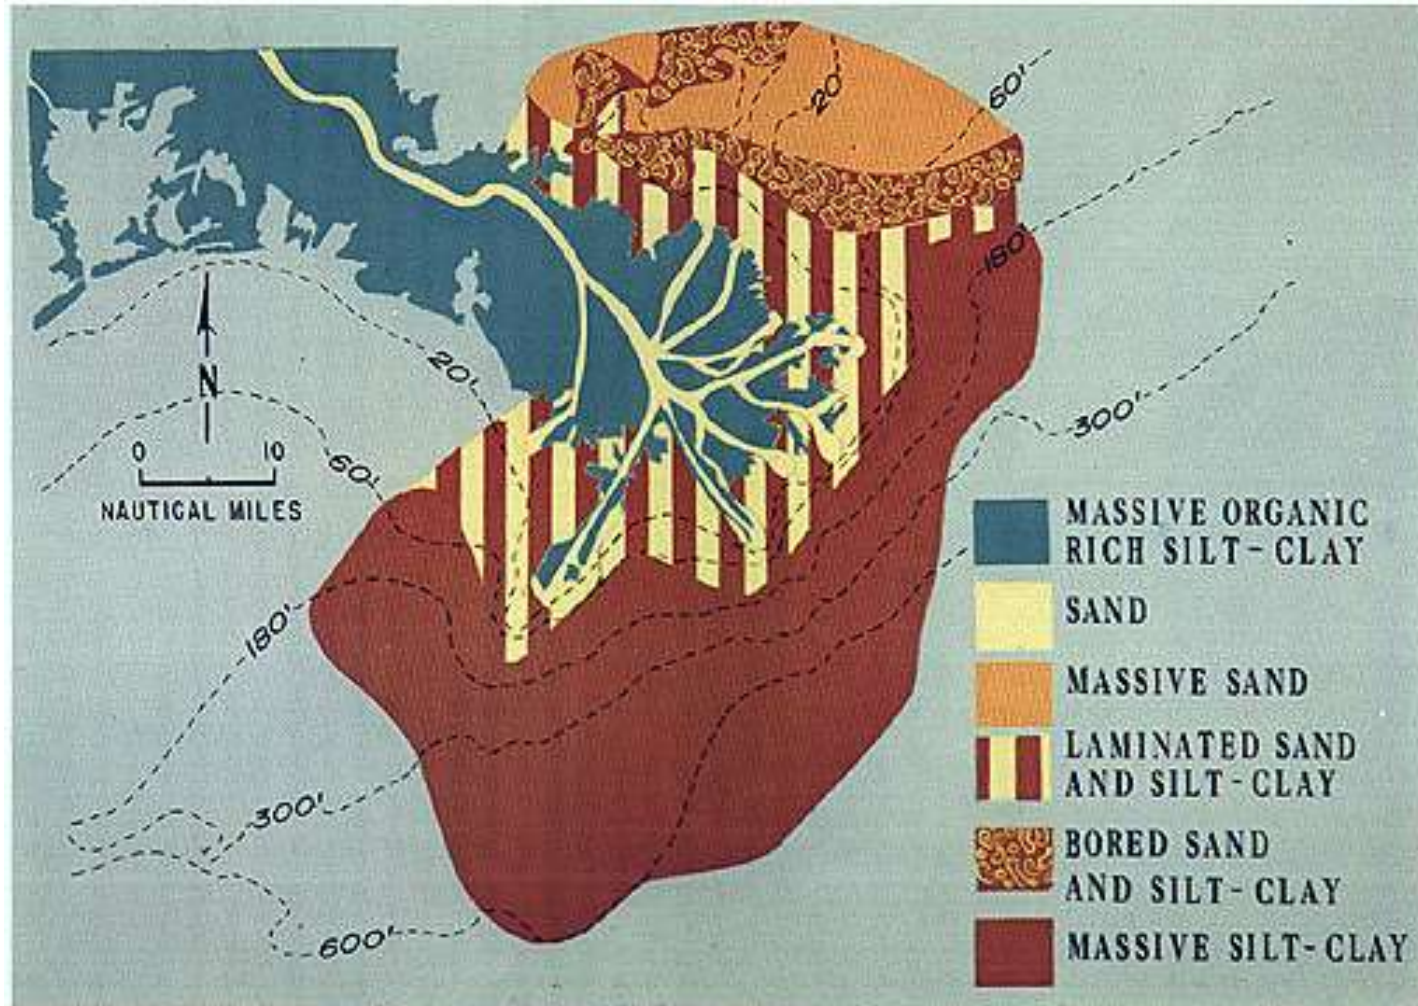 20'
60'
180'
20'
N
0 10
NAUTICAL MILES
60'
300'
180'
300'
600'
MASSIVE ORGANIC
RICH SILT-CLAY
SAND
MASSIVE SAND
LAMINATED SAND
AND SILT-CLAY
BORED SAND
AND SILT-CLAY
MASSIVE SILT-CLAY